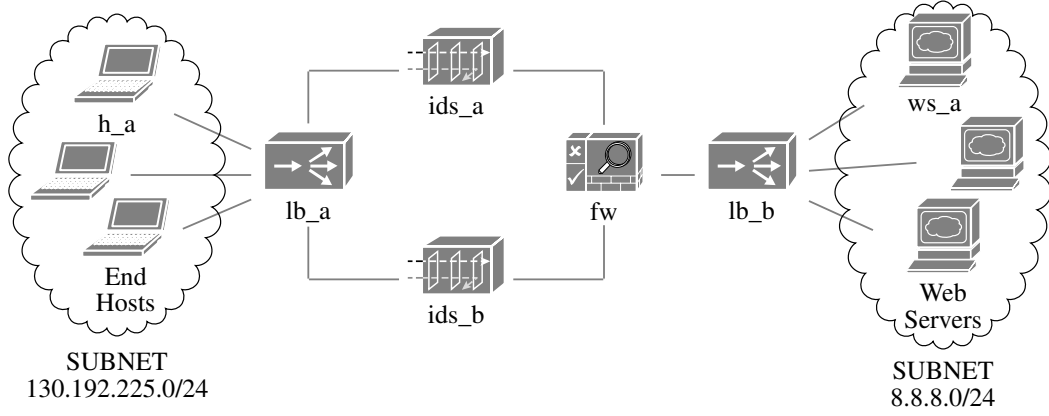 h_a
End
Hosts
SUBNET
130.192.225.0/24
lb_a
ids_a
ids_b
fw
lb_b
ws_a
Web
Servers
SUBNET
8.8.8.0/24